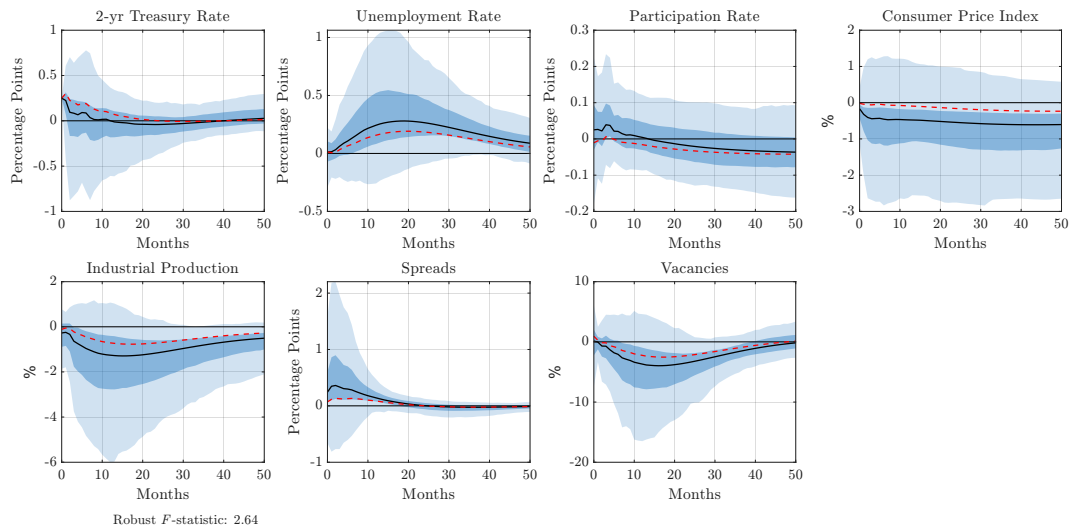 2-yr Treasury Rate
Percentage Points
1
0.5
0
-0.5
-1
0 10 20 30 40 50
Months
Unemployment Rate
Percentage Points
1
0.5
0
-0.5
0 10 20 30 40 50
Months
Participation Rate
Percentage Points
0.3
0.2
0.1
0
-0.1
-0.2
0 10 20 30 40 50
Months
Consumer Price Index
%
2
1
0
-1
-2
-3
0 10 20 30 40 50
Months
Industrial Production
%
2
0
-2
-4
-6
0 10 20 30 40 50
Months
Spreads
Percentage Points
2
1
0
-1
0 10 20 30 40 50
Months
Vacancies
%
10
0
-10
-20
0 10 20 30 40 50
Months
Robust F-statistic: 2.64